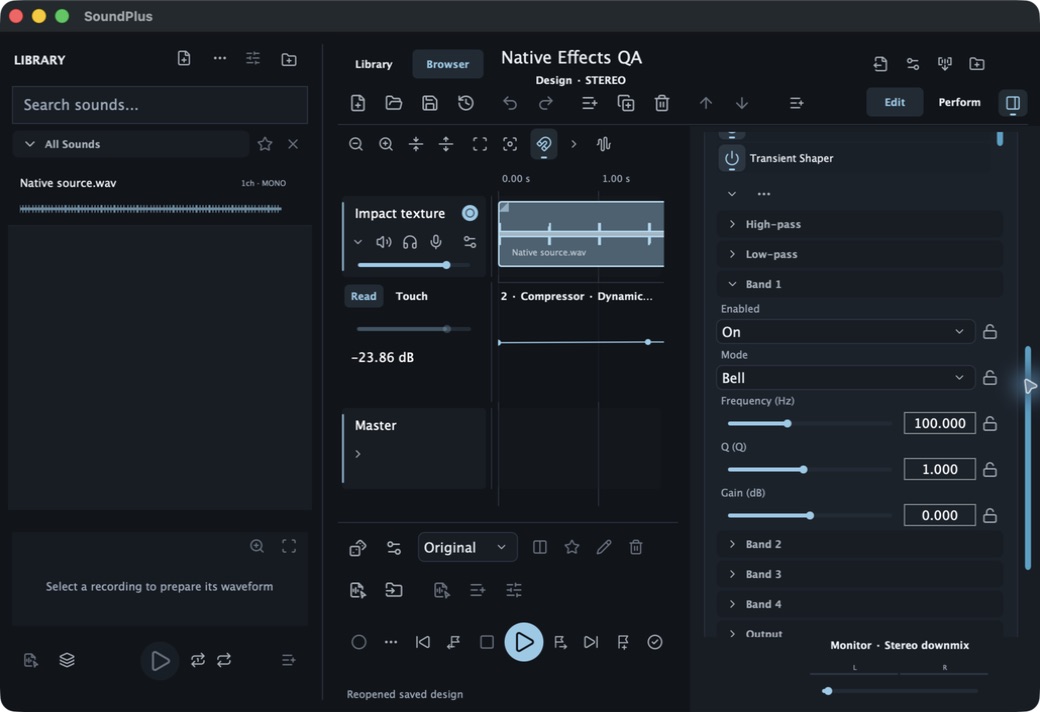 SoundPlus
LIBRARY
Search sounds...
All Sounds
Native source.wav
1ch · MONO
Select a recording to prepare its waveform
Library
Browser
Native Effects QA
Design · STEREO
Edit
Perform
0.00 s
1.00 s
Impact texture
Native source.wav
Read
Touch
2 · Compressor · Dynamic...
−23.86 dB
Master
Original
Reopened saved design
Transient Shaper
High-pass
Low-pass
Band 1
Enabled
On
Mode
Bell
Frequency (Hz)
100.000
Q (Q)
1.000
Gain (dB)
0.000
Band 2
Band 3
Band 4
Output
Monitor · Stereo downmix
L
R